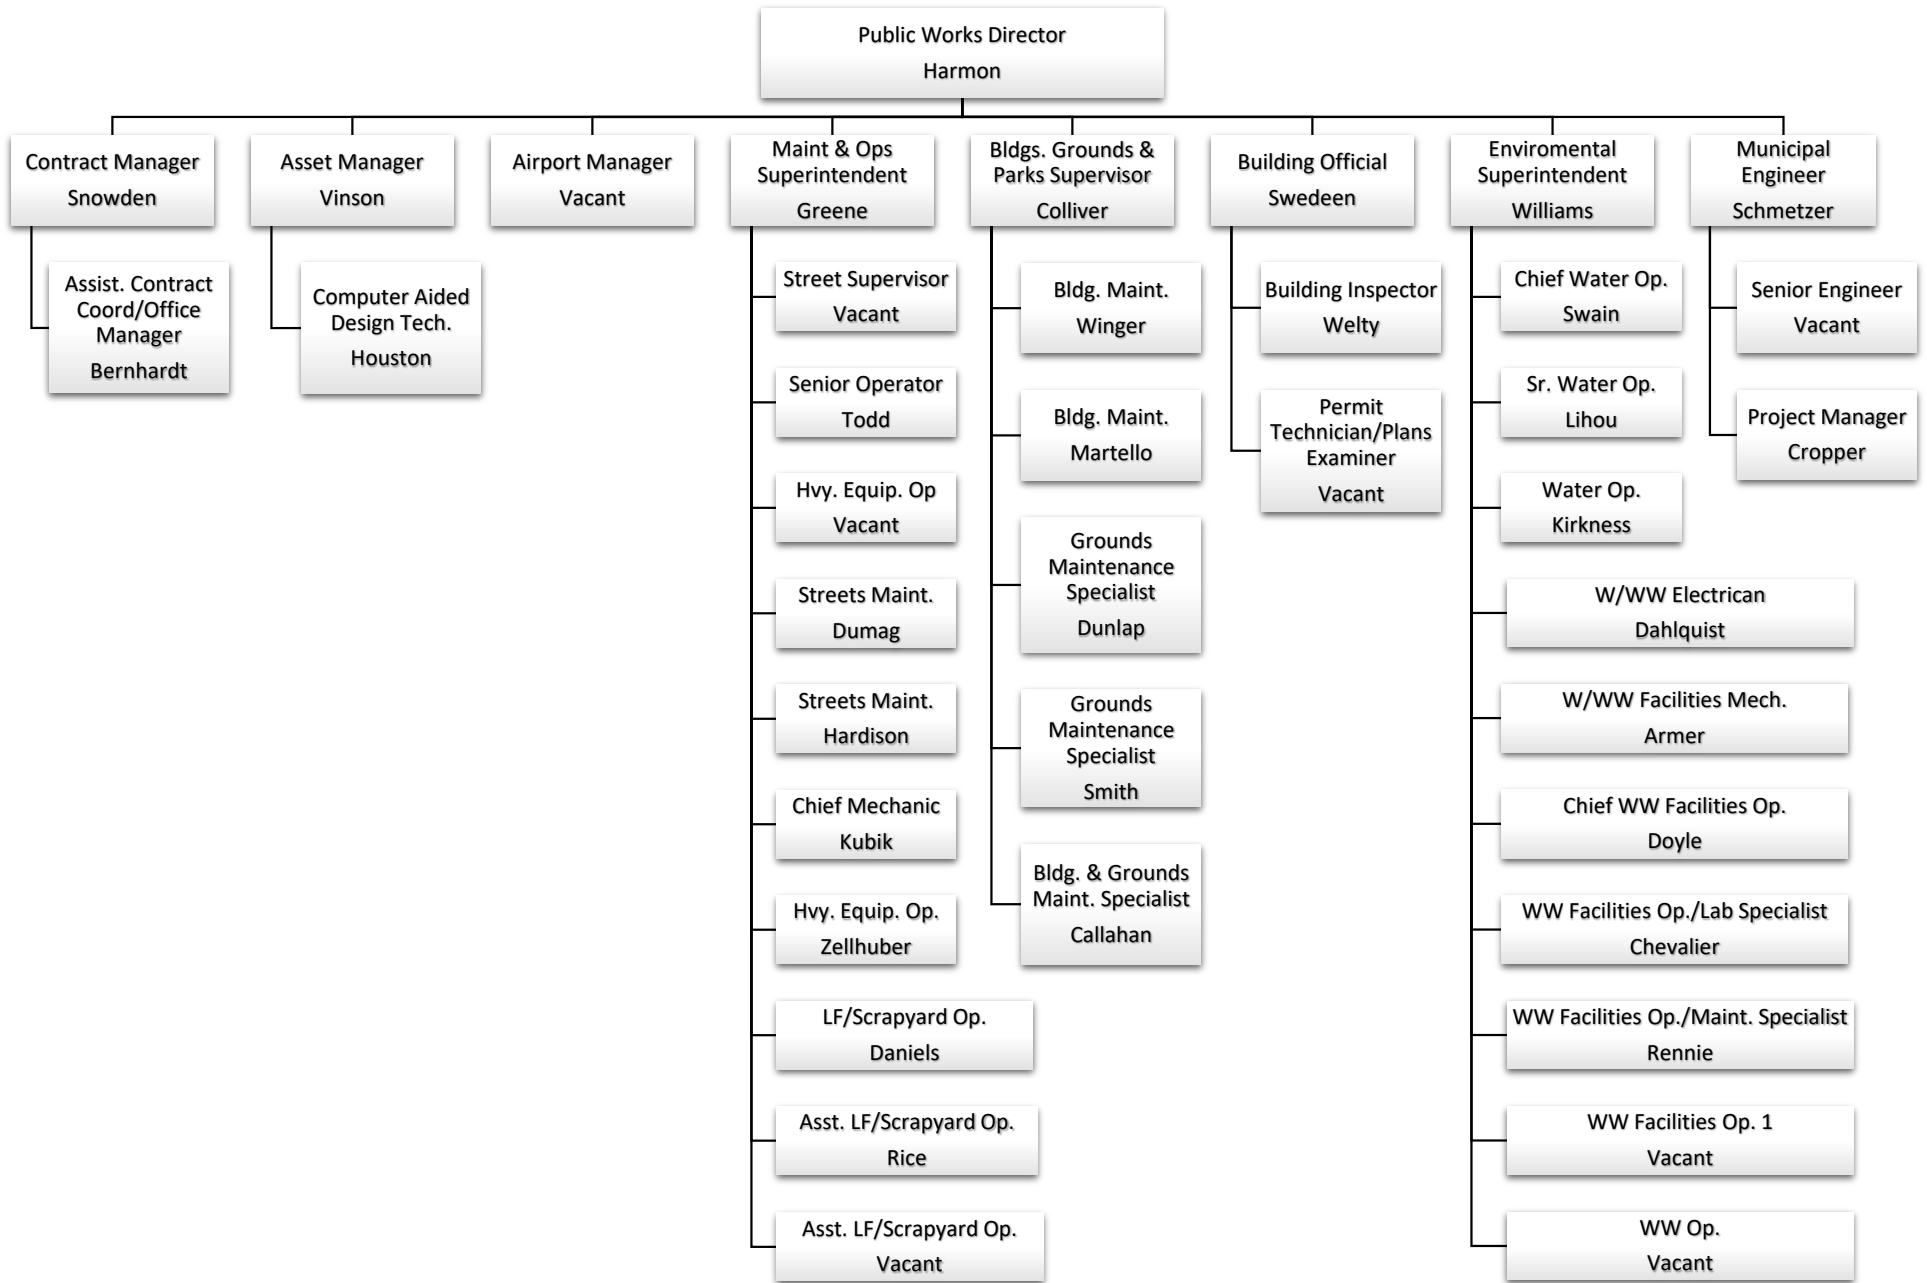 Public Works Director
Harmon
Contract Manager
Snowden
Assist. Contract
Coord/Office
Manager
Bernhardt
Asset Manager
Vinson
Computer Aided
Design Tech.
Houston
Airport Manager
Vacant
Maint & Ops
Superintendent
Greene
Street Supervisor
Vacant
Senior Operator
Todd
Hvy. Equip. Op
Vacant
Streets Maint.
Dumag
Streets Maint.
Hardison
Chief Mechanic
Kubik
Hvy. Equip. Op.
Zellhuber
LF/Scrapyard Op.
Daniels
Asst. LF/Scrapyard Op.
Rice
Asst. LF/Scrapyard Op.
Vacant
Bldgs. Grounds &
Parks Supervisor
Colliver
Bldg. Maint.
Winger
Bldg. Maint.
Martello
Grounds
Maintenance
Specialist
Dunlap
Grounds
Maintenance
Specialist
Smith
Bldg. & Grounds
Maint. Specialist
Callahan
Building Official
Swedeen
Building Inspector
Welty
Permit
Technician/Plans
Examiner
Vacant
Enviromental
Superintendent
Williams
Chief Water Op.
Swain
Sr. Water Op.
Lihou
Water Op.
Kirkness
W/WW Electrican
Dahlquist
W/WW Facilities Mech.
Armer
Chief WW Facilities Op.
Doyle
WW Facilities Op./Lab Specialist
Chevalier
WW Facilities Op./Maint. Specialist
Rennie
WW Facilities Op. 1
Vacant
WW Op.
Vacant
Municipal
Engineer
Schmetzer
Senior Engineer
Vacant
Project Manager
Cropper